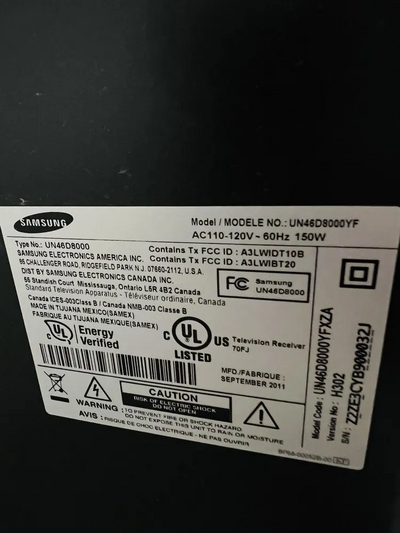 SAMSUNG
Model / MODELE NO.: UN46D8000YF
AC110-120V~60Hz 150W
Type No.: UN46D8000
SAMSUNG ELECTRONICS AMERICA INC.
85 CHALLENGER ROAD, RIDGEFIELD PARK N.J. 07660-2112, U.S.A.
DIST BY SAMSUNG ELECTRONICS CANADA INC.
55 Standish Court Mississauga, Ontario L5R 4B2 Canada
Standard Television Apparatus - Téléviseur ordinaire, Canada
Canada ICES-003Class B / Canada NMB-003 Classe B
MADE IN TIJUANA MEXICO (SAMEX)
FABRIQUE AU TIJUANA MEXIQUE(SAMEX)
Contains Tx FCC ID : A3LWIDT10B
Contains Tx FCC ID : A3LWIBT20
FC Samsung
UN46D8000
UL
Energy
Verified
C UL US
LISTED
Television Receiver
70FJ
MFD/FABRIQUE :
SEPTEMBER 2011
CAUTION
RISK OF ELECTRIC SHOCK
DO NOT OPEN
WARNING : TO PREVENT FIRE OR SHOCK HAZARD
DO NOT EXPOSE THIS UNIT TO RAIN OR MOISTURE
AVIS : RISQUE DE CHOC ELECTRIQUE - NE PAS OUVRIR
Model Code : UN46D8000YFXZA
Version No : H302
S/N : Z2ZE3CYB900032J